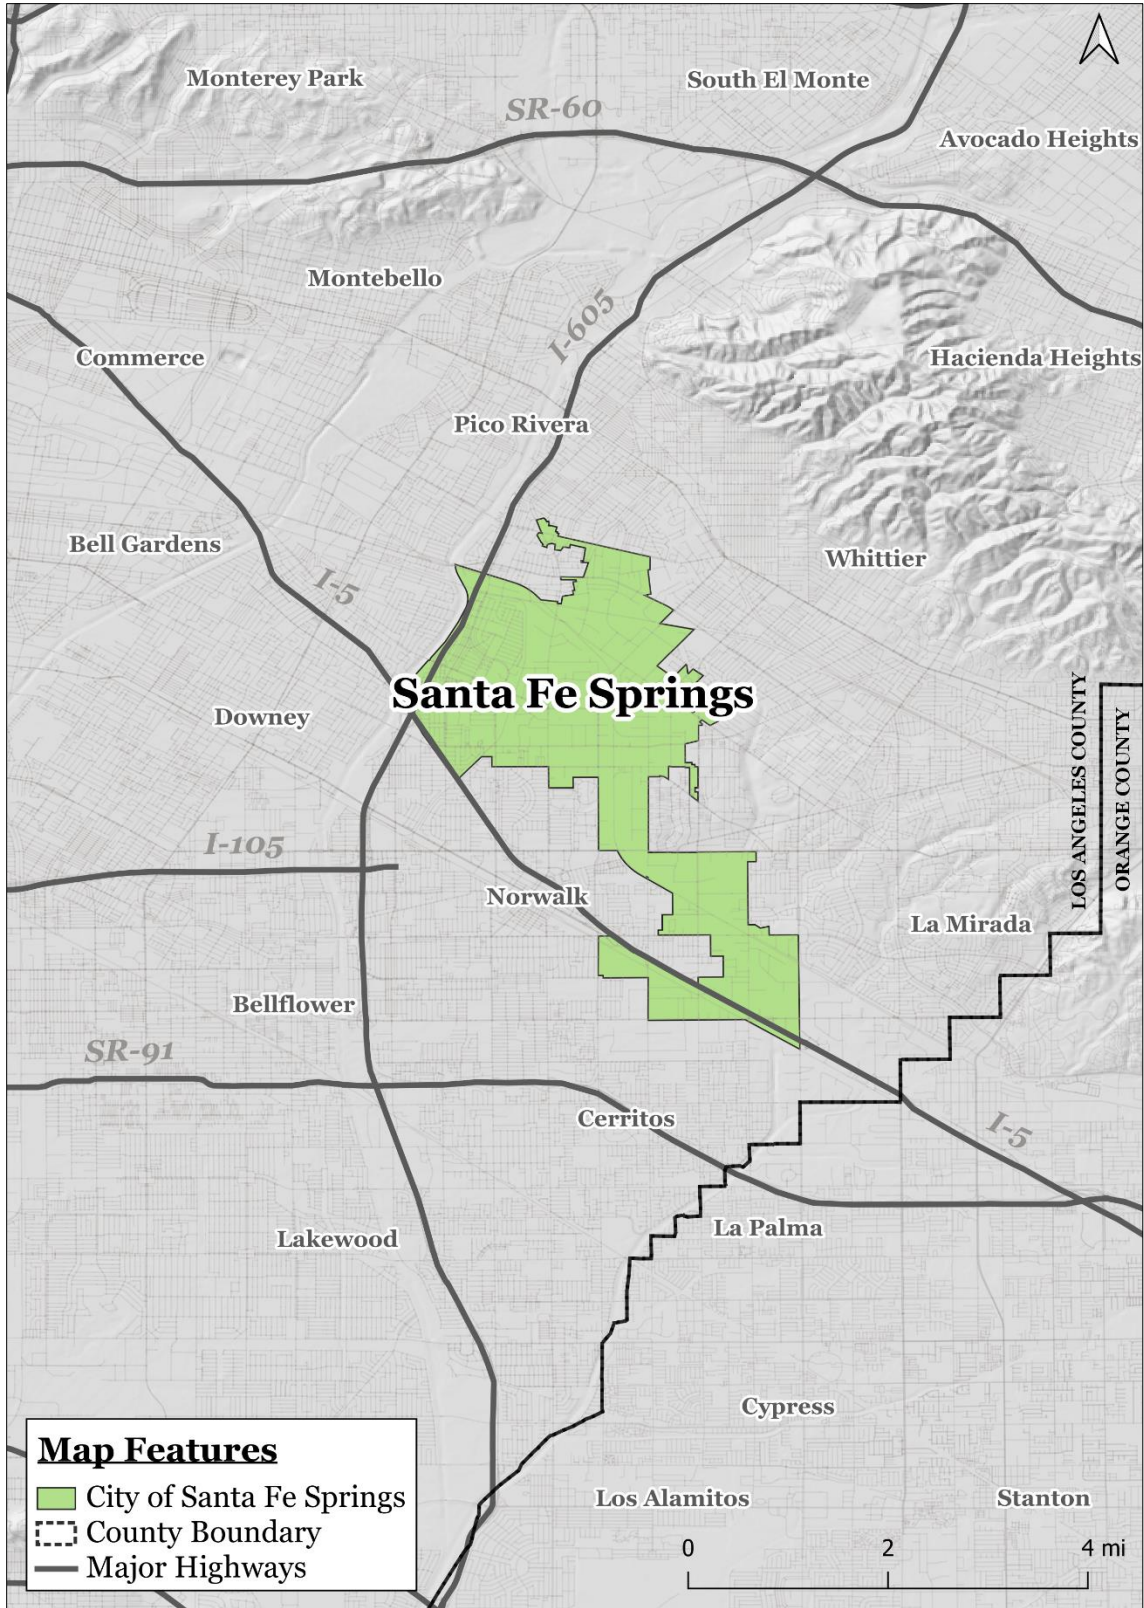 Monterey Park
South El Monte
SR-60
Avocado Heights
Montebello
I-605
Commerce
Hacienda Heights
Pico Rivera
Bell Gardens
Whittier
I-5
Santa Fe Springs
Downey
LOS ANGELES COUNTY
ORANGE COUNTY
I-105
Norwalk
La Mirada
Bellflower
SR-91
Cerritos
I-5
La Palma
Lakewood
Cypress
Los Alamitos
Stanton
Map Features
City of Santa Fe Springs
County Boundary
Major Highways
0 2 4 mi